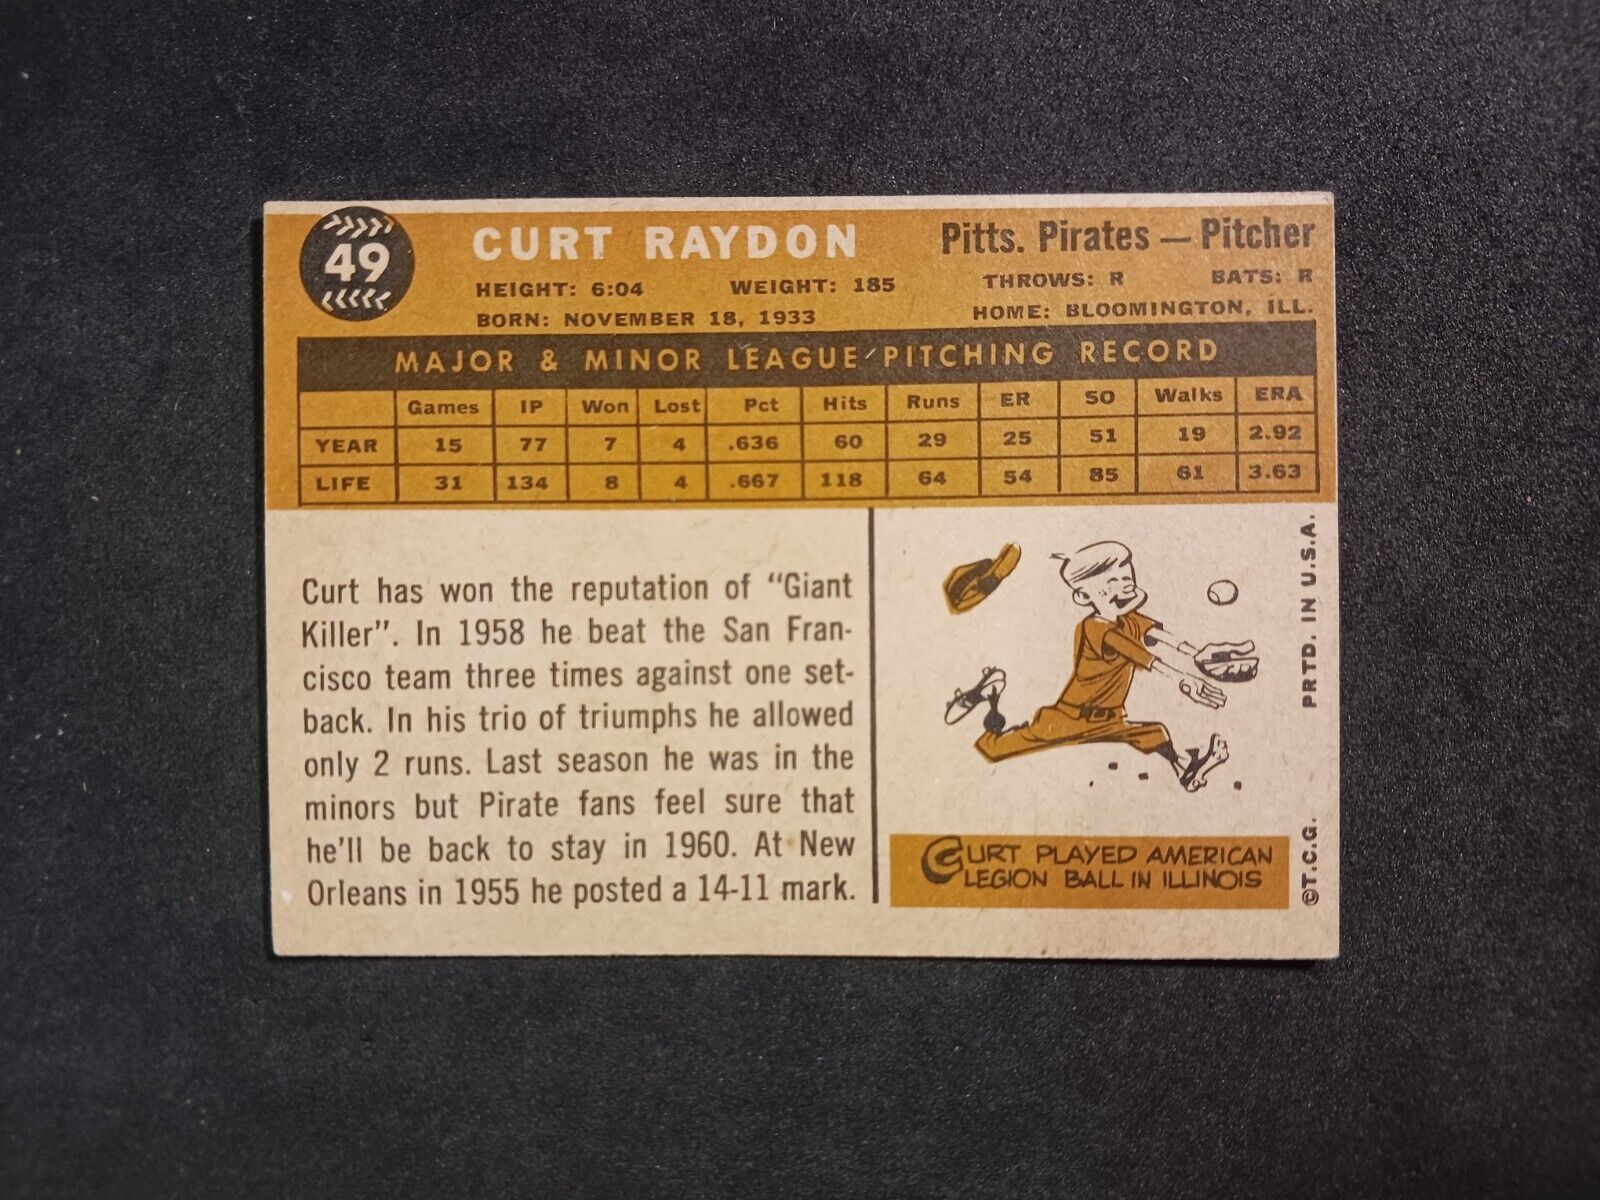 49
CURT RAYDON
Pitts. Pirates — Pitcher
HEIGHT: 6:04 WEIGHT: 185 THROWS: R BATS: R
BORN: NOVEMBER 18, 1933 HOME: BLOOMINGTON, ILL.
MAJOR & MINOR LEAGUE PITCHING RECORD
Games IP Won Lost Pct Hits Runs ER SO Walks ERA
YEAR 15 77 7 4 .636 60 29 25 51 19 2.92
LIFE 31 134 8 4 .667 118 64 54 85 61 3.63
Curt has won the reputation of "Giant
Killer". In 1958 he beat the San Fran-
cisco team three times against one set-
back. In his trio of triumphs he allowed
only 2 runs. Last season he was in the
minors but Pirate fans feel sure that
he'll be back to stay in 1960. At New
Orleans in 1955 he posted a 14-11 mark.
CURT PLAYED AMERICAN
LEGION BALL IN ILLINOIS
©T.C.G. PRTD. IN U.S.A.